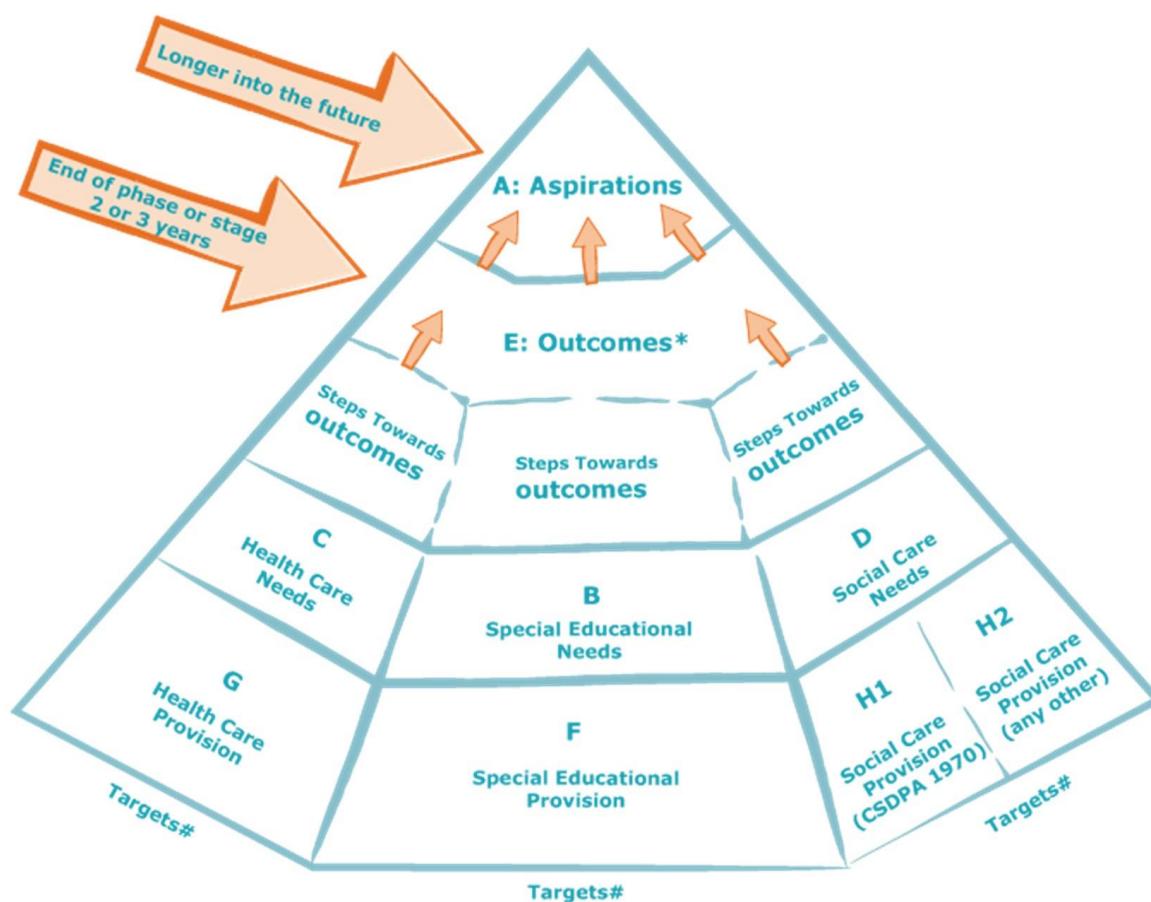 Longer into the future
End of phase or stage
2 or 3 years
A: Aspirations
E: Outcomes*
Steps Towards
outcomes
Steps Towards
outcomes
Steps Towards
outcomes
C
Health Care
Needs
B
Special Educational
Needs
D
Social Care
Needs
G
Health Care
Provision
F
Special Educational
Provision
H1
Social Care
Provision
(CSDPA 1970)
H2
Social Care
Provision
(any other)
Targets#
Targets#
Targets#